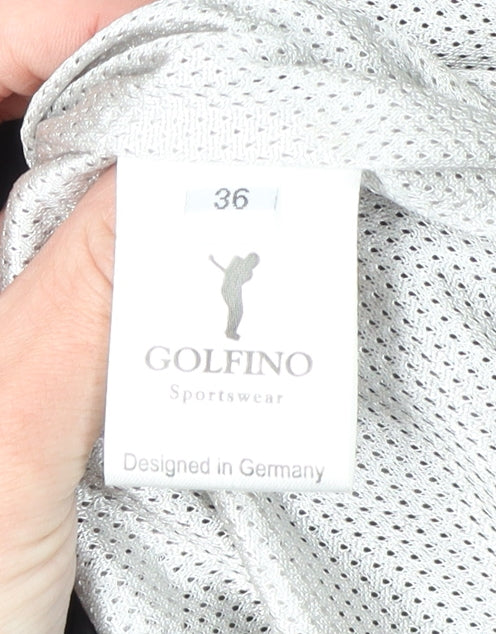 36
GOLFINO
Sportswear
Designed in Germany